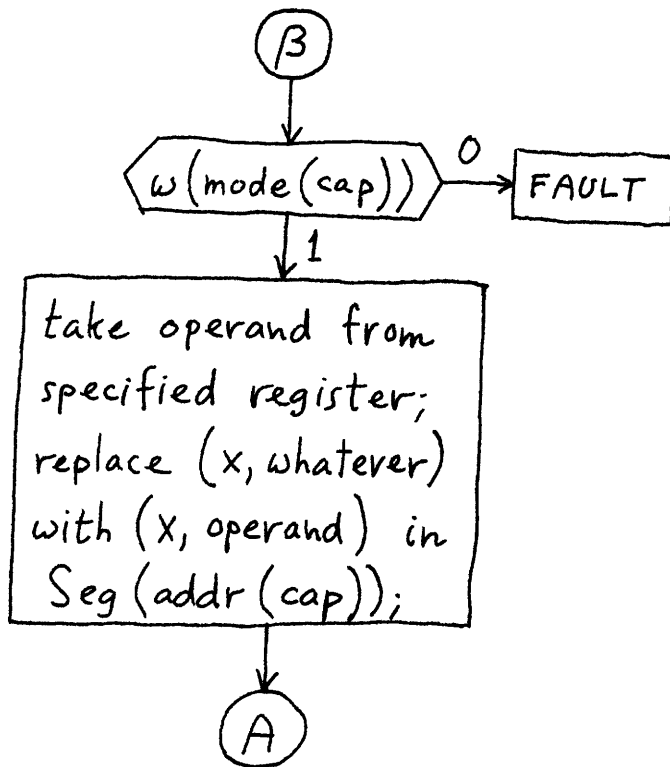 β
ω(mode(cap))
0
FAULT
1
take operand from
specified register;
replace (x, whatever)
with (x, operand) in
Seg(addr(cap));
A